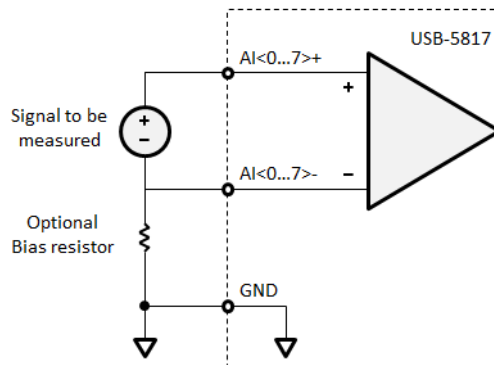 USB-5817
AI<0...7>+
+
Signal to be
measured
+
−
AI<0...7>-
−
Optional
Bias resistor
GND